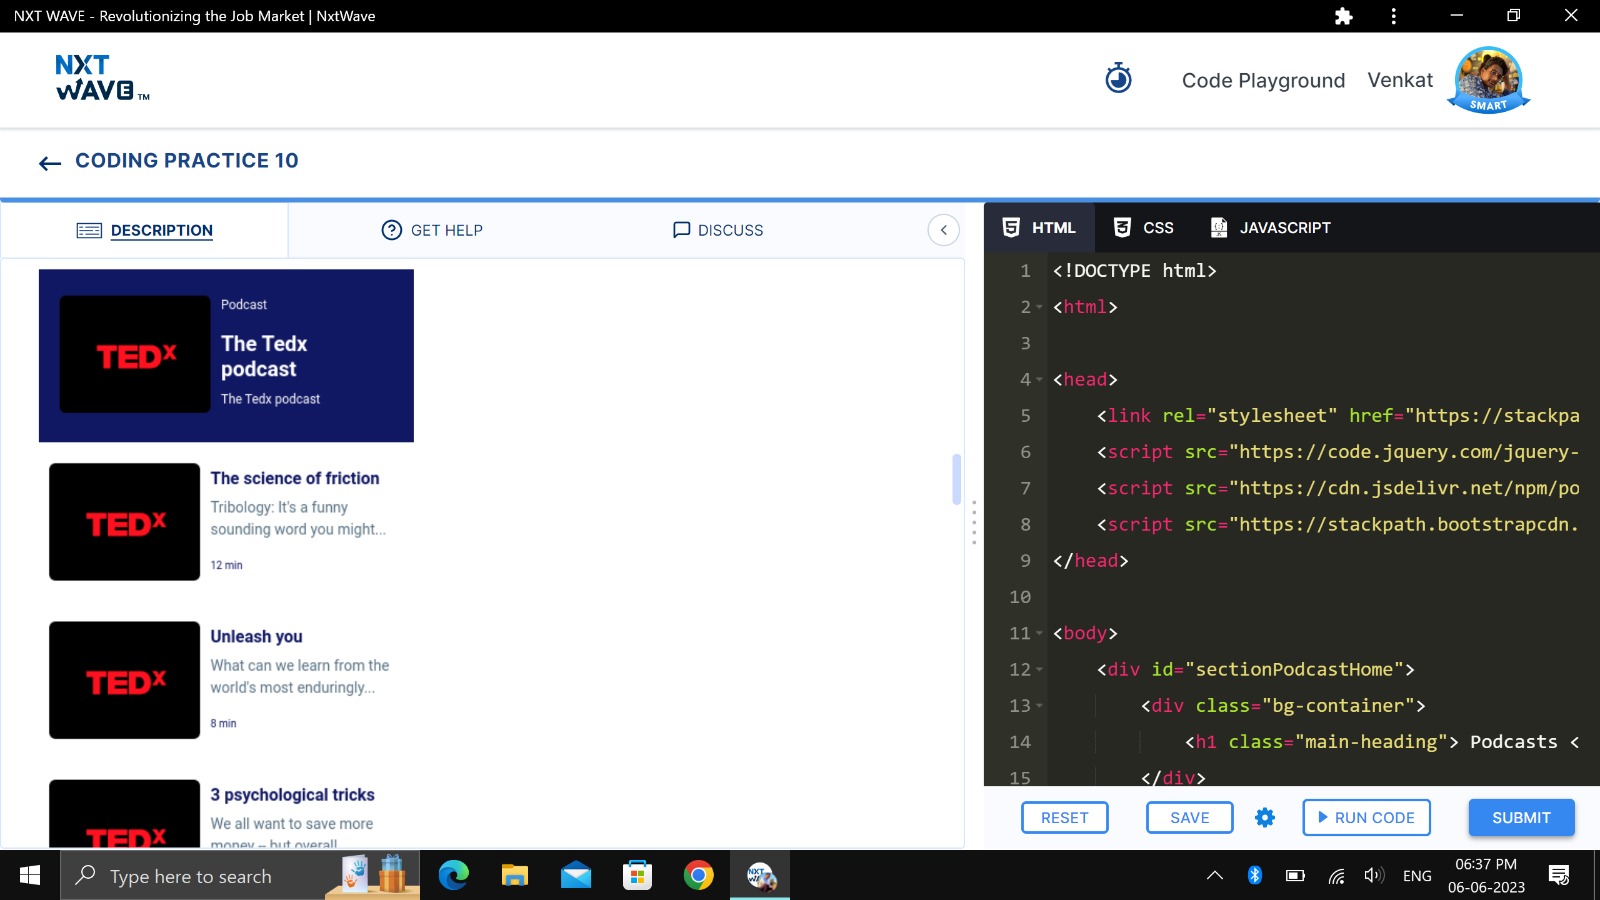 NXT WAVE - Revolutionizing the Job Market | NxtWave
NXT
WAVE TM
Code Playground
Venkat
SMART
CODING PRACTICE 10
DESCRIPTION
GET HELP
DISCUSS
Podcast
TEDx
The Tedx
podcast
The Tedx podcast
TEDx
The science of friction
Tribology: It's a funny
sounding word you might...
12 min
TEDx
Unleash you
What can we learn from the
world's most enduringly...
8 min
TEDx
3 psychological tricks
We all want to save more
money – but overall
HTML
CSS
JAVASCRIPT
1 <!DOCTYPE html>
2 <html>
3
4 <head>
5 <link rel="stylesheet" href="https://stackpa
6 <script src="https://code.jquery.com/jquery-
7 <script src="https://cdn.jsdelivr.net/npm/po
8 <script src="https://stackpath.bootstrapcdn.
9 </head>
10
11 <body>
12 <div id="sectionPodcastHome">
13 <div class="bg-container">
14 <h1 class="main-heading"> Podcasts <
15 </div>
RESET
SAVE
RUN CODE
SUBMIT
Type here to search
ENG
06:37 PM
06-06-2023